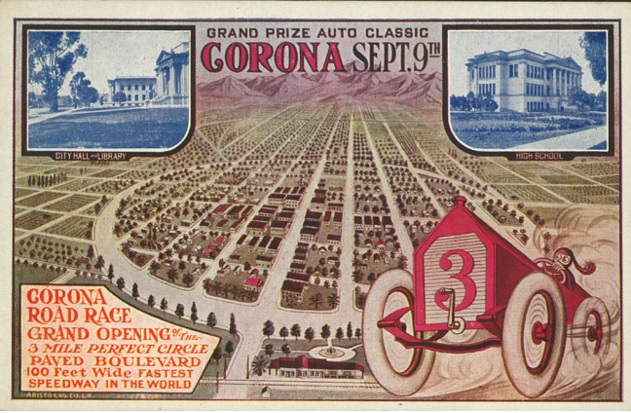 GRAND PRIZE AUTO CLASSIC
CORONA SEPT. 9TH
CITY HALL AND LIBRARY
HIGH SCHOOL
3
CORONA
ROAD RACE
GRAND OPENING of The
3 MILE PERFECT CIRCLE
PAVED BOULEVARD
100 Feet Wide FASTEST
SPEEDWAY IN THE WORLD